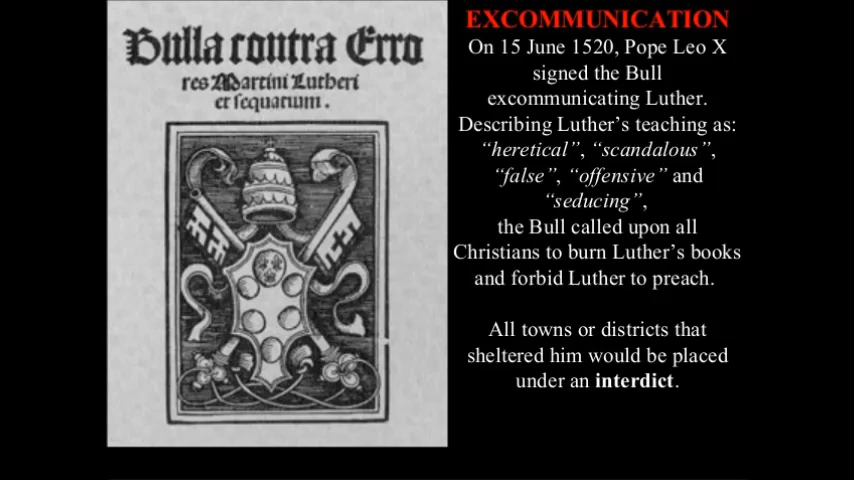 Bulla contra Erro
res Martini Lutheri
et sequatium.
EXCOMMUNICATION
On 15 June 1520, Pope Leo X
signed the Bull
excommunicating Luther.
Describing Luther’s teaching as:
“heretical”, “scandalous”,
“false”, “offensive” and
“seducing”,
the Bull called upon all
Christians to burn Luther’s books
and forbid Luther to preach.
All towns or districts that
sheltered him would be placed
under an interdict.